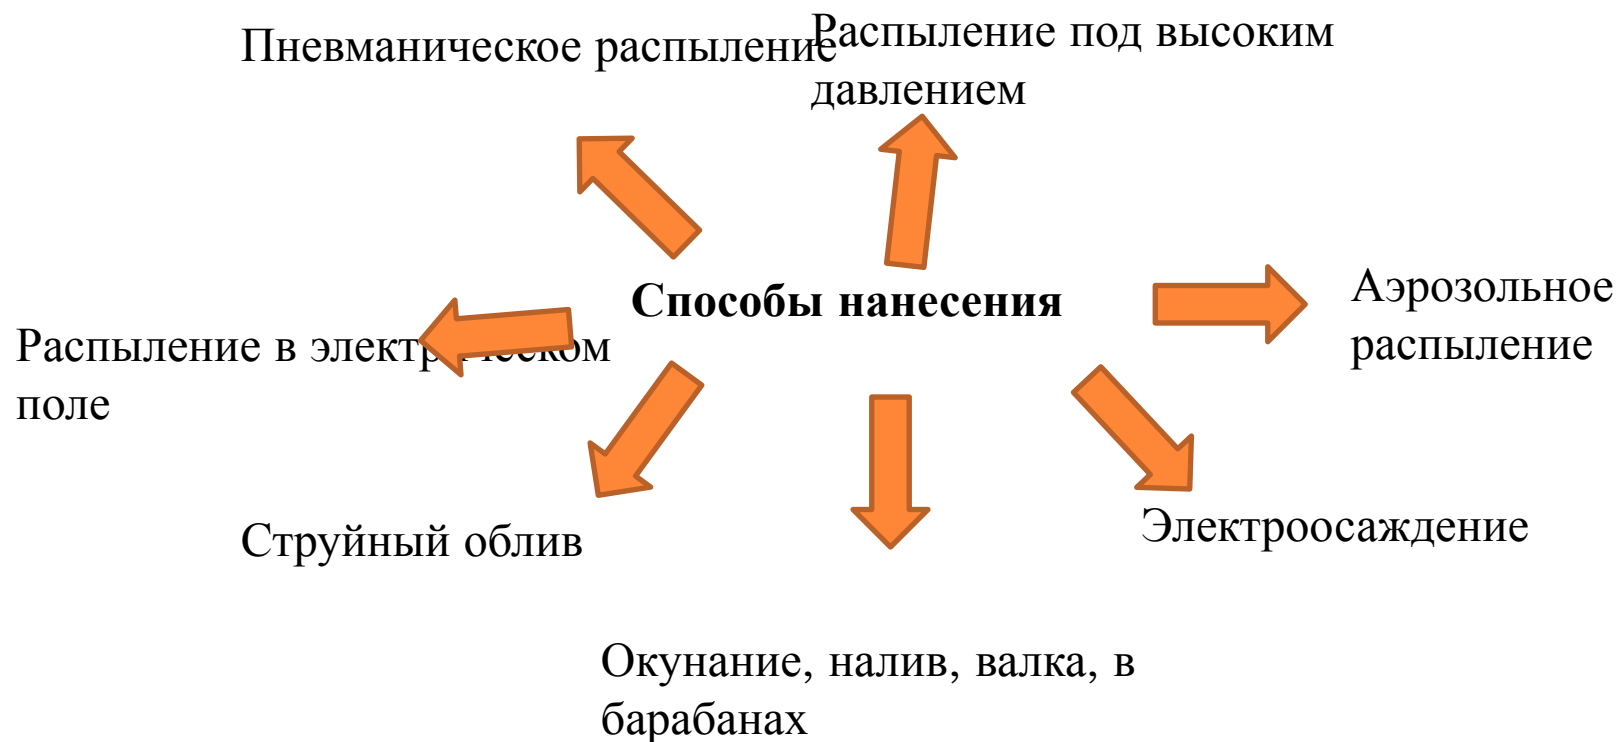 Пневманическое распыление
Распыление под высоким
давлением
Способы нанесения
Аэрозольное
распыление
Распыление в электрическом
поле
Струйный облив
Электроосаждение
Окунание, налив, валка, в
барабанах